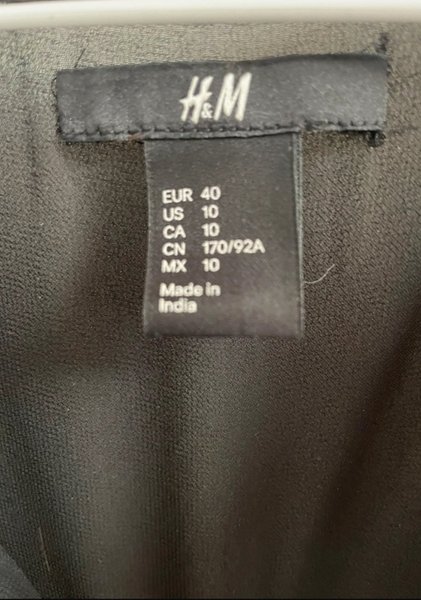 H&M
EUR 40
US 10
CA 10
CN 170/92A
MX 10
Made in
India